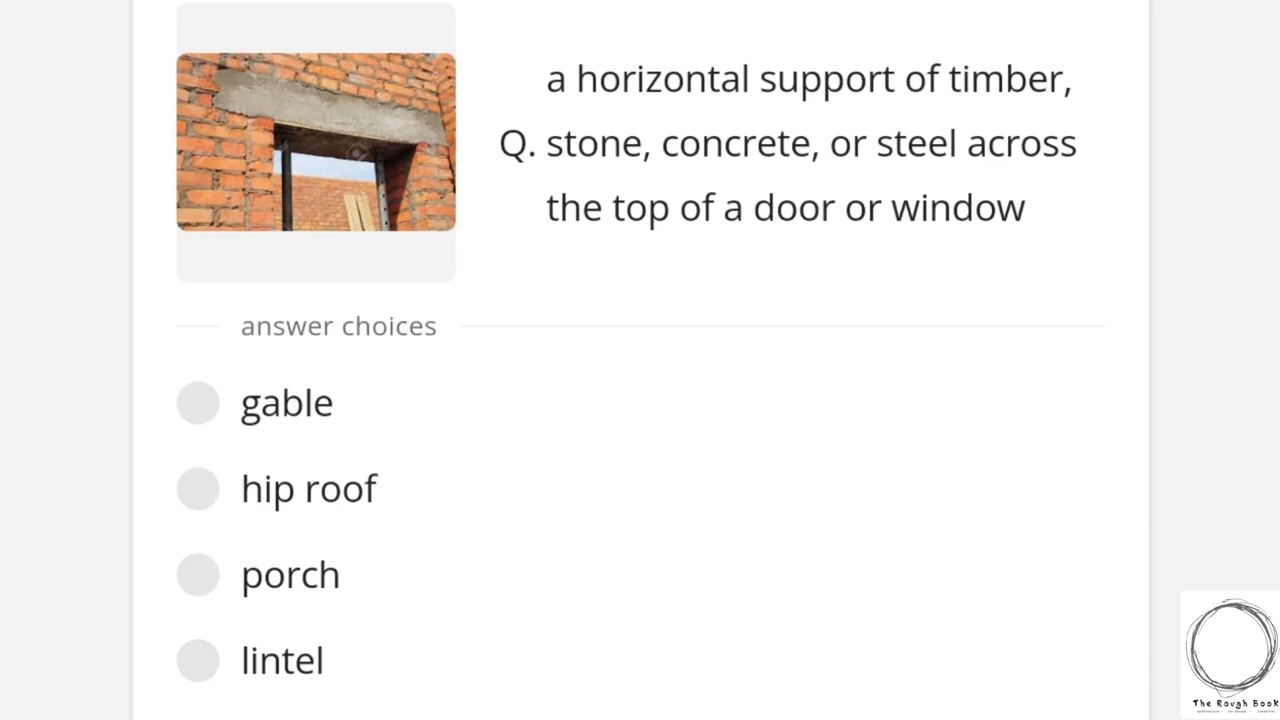 a horizontal support of timber,
Q. stone, concrete, or steel across
the top of a door or window
answer choices
gable
hip roof
porch
lintel
The Rough Book